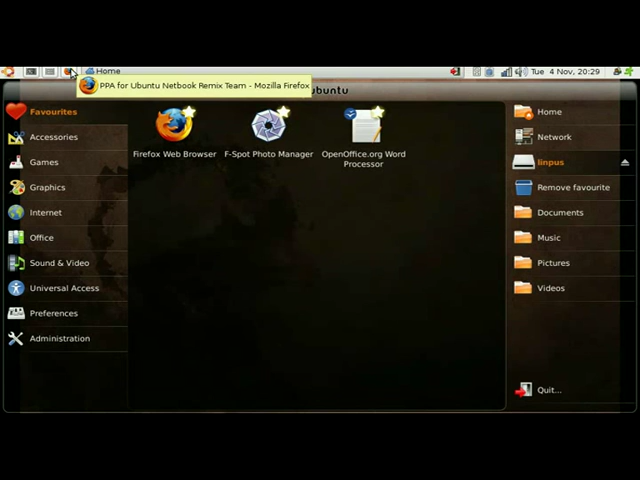 Home
Tue 4 Nov, 20:29
PPA for Ubuntu Netbook Remix Team - Mozilla Firefox
ubuntu
Favourites
Accessories
Games
Graphics
Internet
Office
Sound & Video
Universal Access
Preferences
Administration
Firefox Web Browser
F-Spot Photo Manager
OpenOffice.org Word
Processor
Home
Network
linpus
Remove favourite
Documents
Music
Pictures
Videos
Quit...